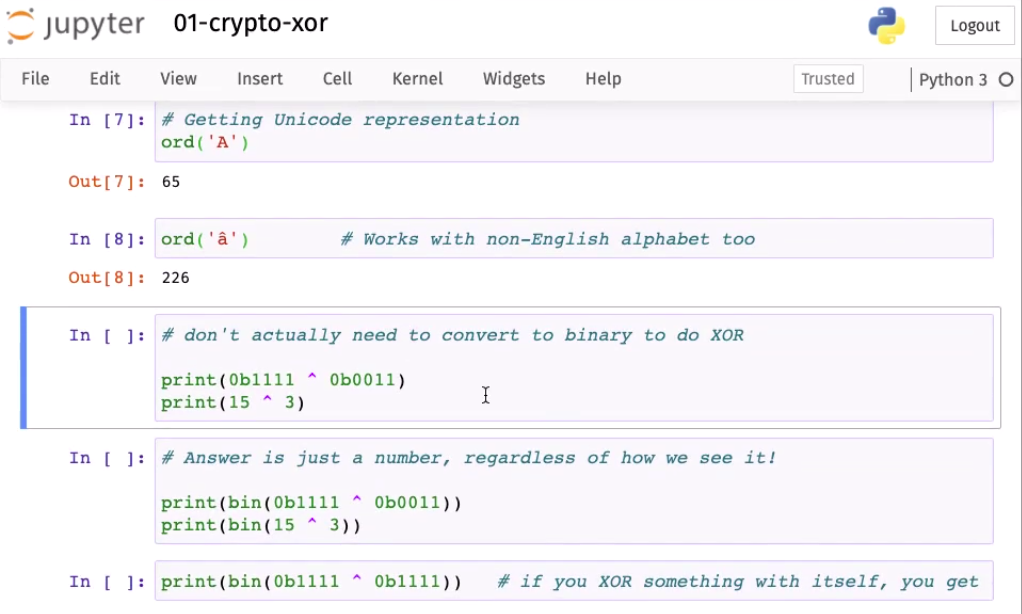 jupyter 01-crypto-xor Logout
File Edit View Insert Cell Kernel Widgets Help Trusted Python 3
In [7]: # Getting Unicode representation
ord('A')
Out[7]: 65
In [8]: ord('â') # Works with non-English alphabet too
Out[8]: 226
In [ ]: # don't actually need to convert to binary to do XOR
print(0b1111 ^ 0b0011)
print(15 ^ 3)
In [ ]: # Answer is just a number, regardless of how we see it!
print(bin(0b1111 ^ 0b0011))
print(bin(15 ^ 3))
In [ ]: print(bin(0b1111 ^ 0b1111)) # if you XOR something with itself, you get